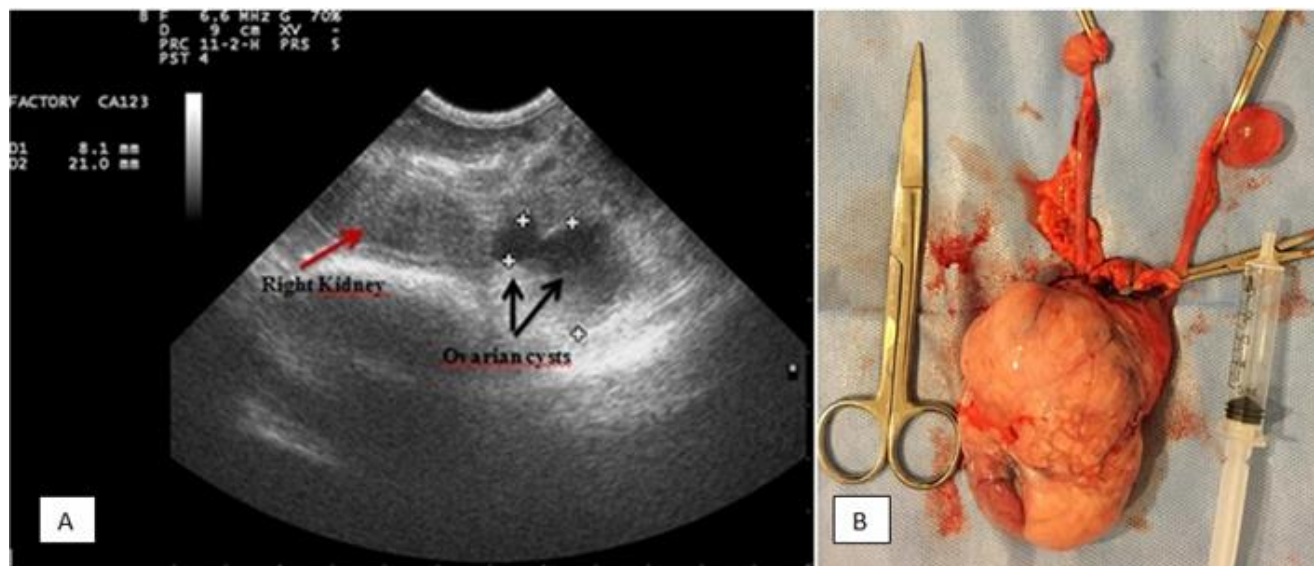 8 F 6.6 MHz G 70%
D 9 cm XV -
PRC 11-2-H PRS 5
PST 4
FACTORY CA123
D1 8.1 mm
D2 21.0 mm
Right Kidney
Ovarian cysts
A
B